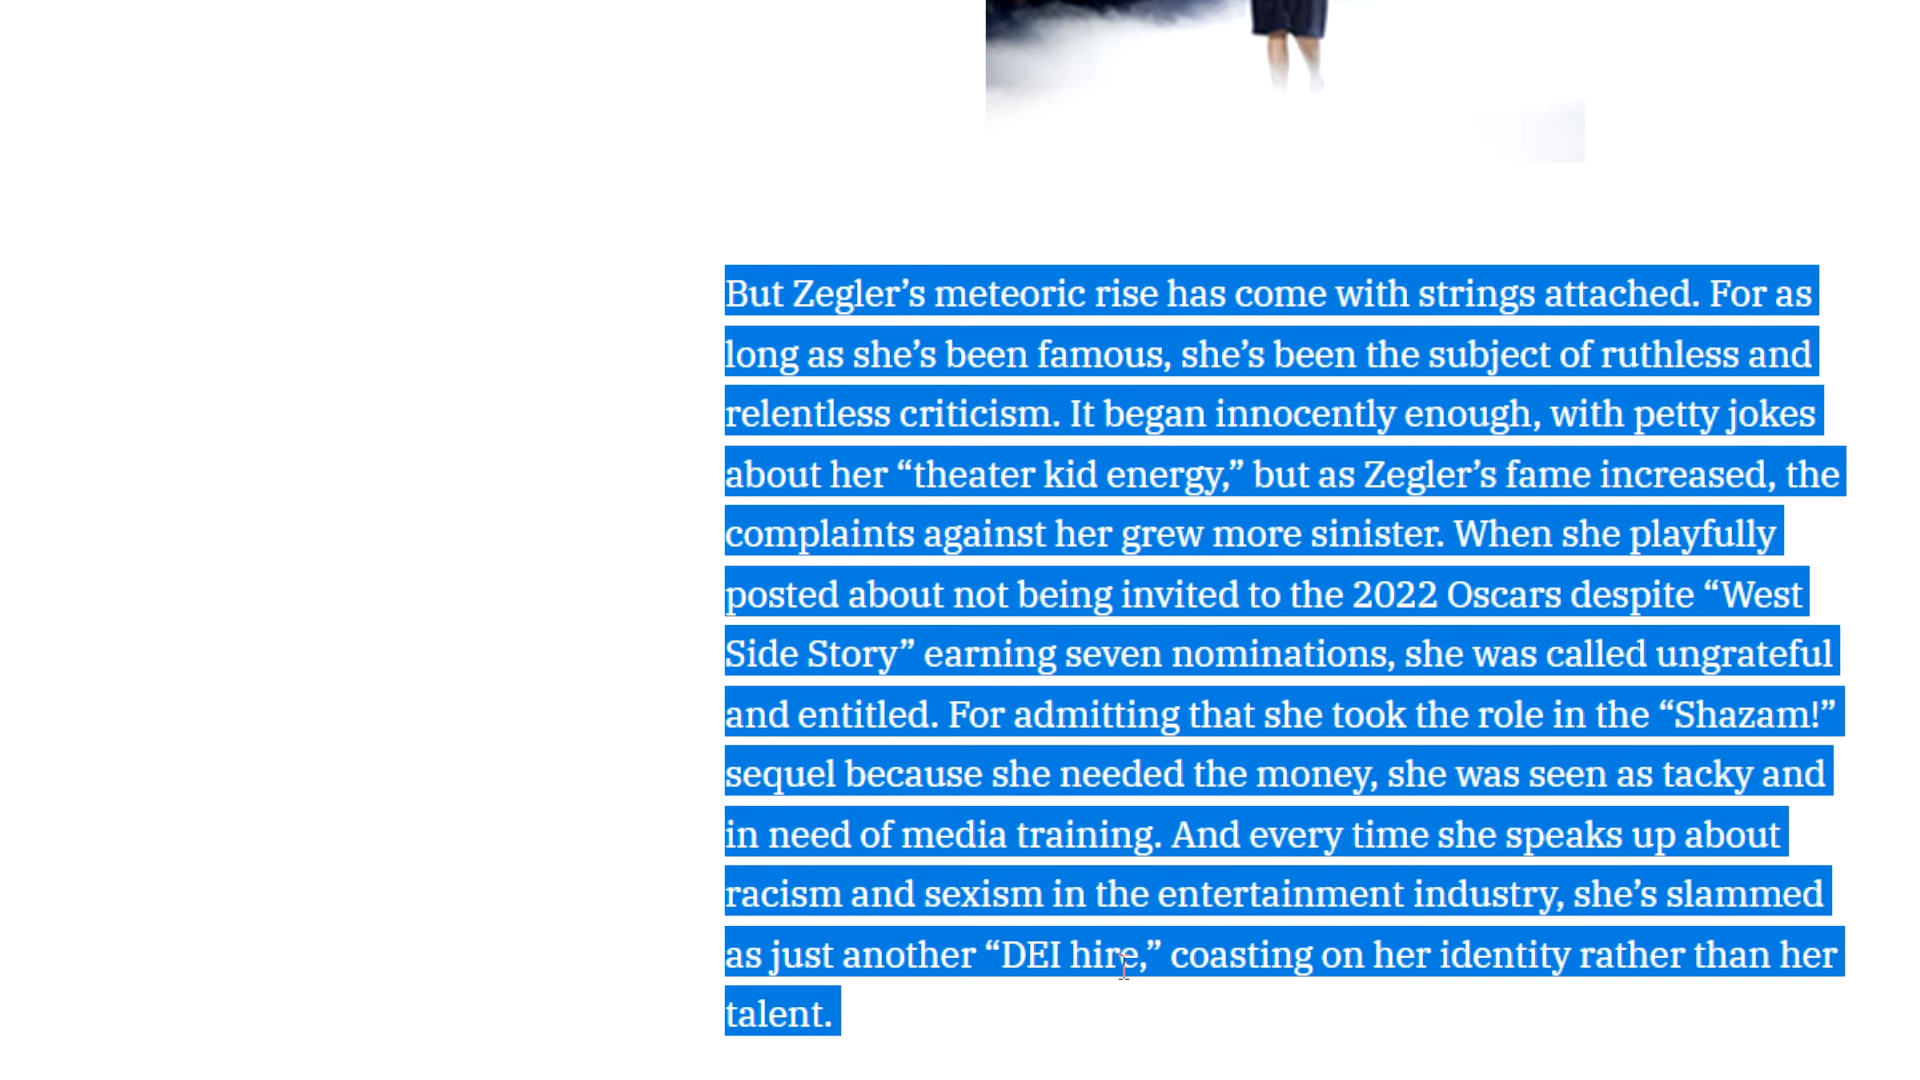 But Zegler’s meteoric rise has come with strings attached. For as
long as she’s been famous, she’s been the subject of ruthless and
relentless criticism. It began innocently enough, with petty jokes
about her “theater kid energy,” but as Zegler’s fame increased, the
complaints against her grew more sinister. When she playfully
posted about not being invited to the 2022 Oscars despite “West
Side Story” earning seven nominations, she was called ungrateful
and entitled. For admitting that she took the role in the “Shazam!”
sequel because she needed the money, she was seen as tacky and
in need of media training. And every time she speaks up about
racism and sexism in the entertainment industry, she’s slammed
as just another “DEI hire,” coasting on her identity rather than her
talent.